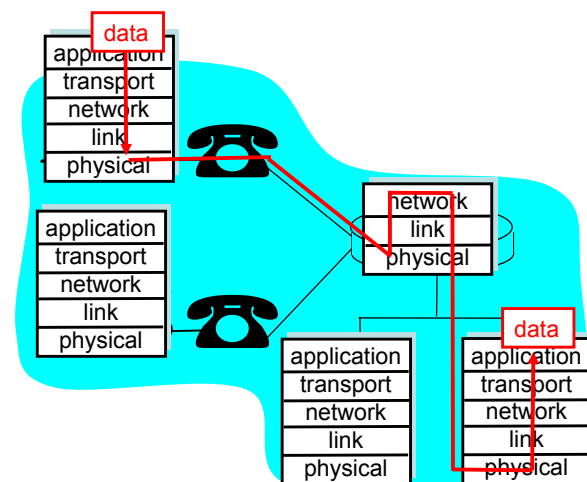 data
application
transport
network
link
physical
application
transport
network
link
physical
network
link
physical
application
transport
network
link
physical
data
application
transport
network
link
physical